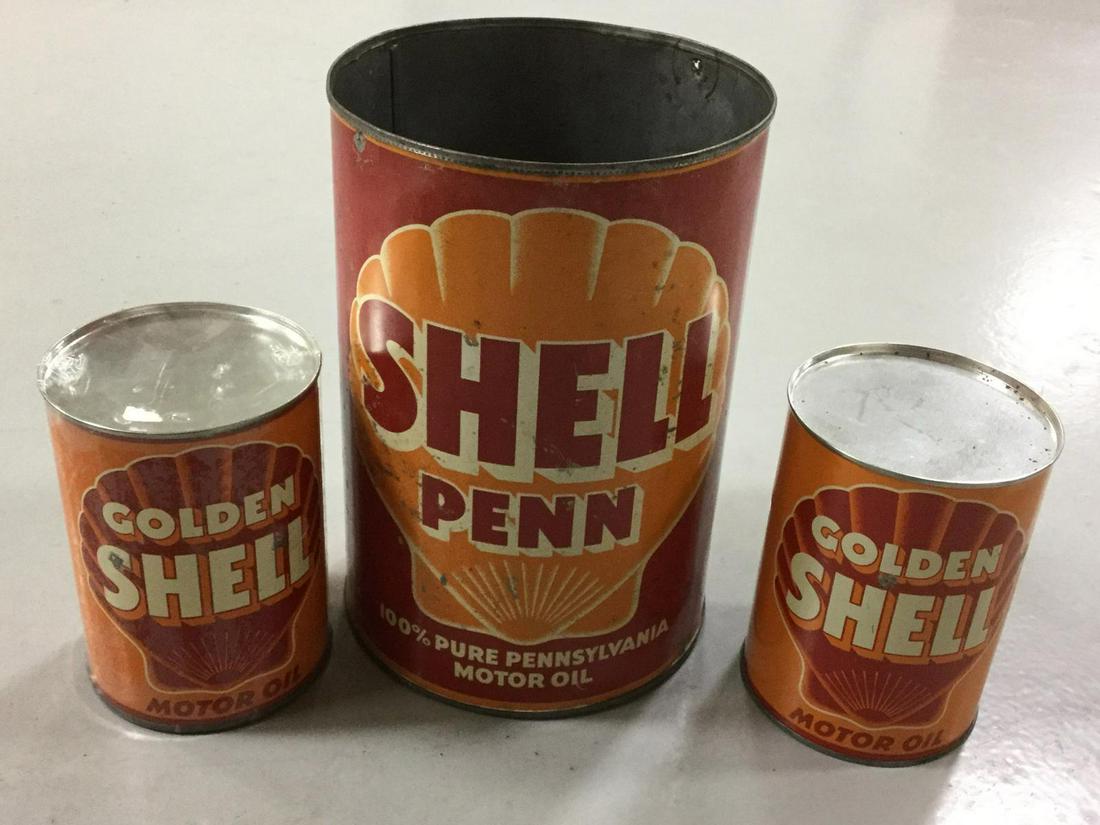 GOLDEN
SHELL
MOTOR OIL
SHELL
PENN
100% PURE PENNSYLVANIA
MOTOR OIL
GOLDEN
SHELL
MOTOR OIL